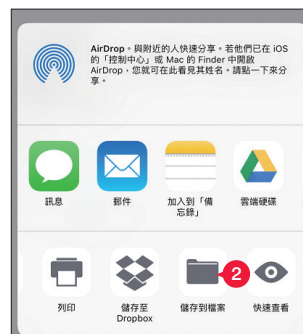 AirDrop。與附近的人快速分享。若他們已在 iOS
的「控制中心」或 Mac 的 Finder 中開啟
AirDrop，您就可在此看見其姓名。請點一下來分
享。
訊息
郵件
加入到「備
忘錄」
雲端硬碟
2
列印
儲存至
Dropbox
儲存到檔案
快速查看